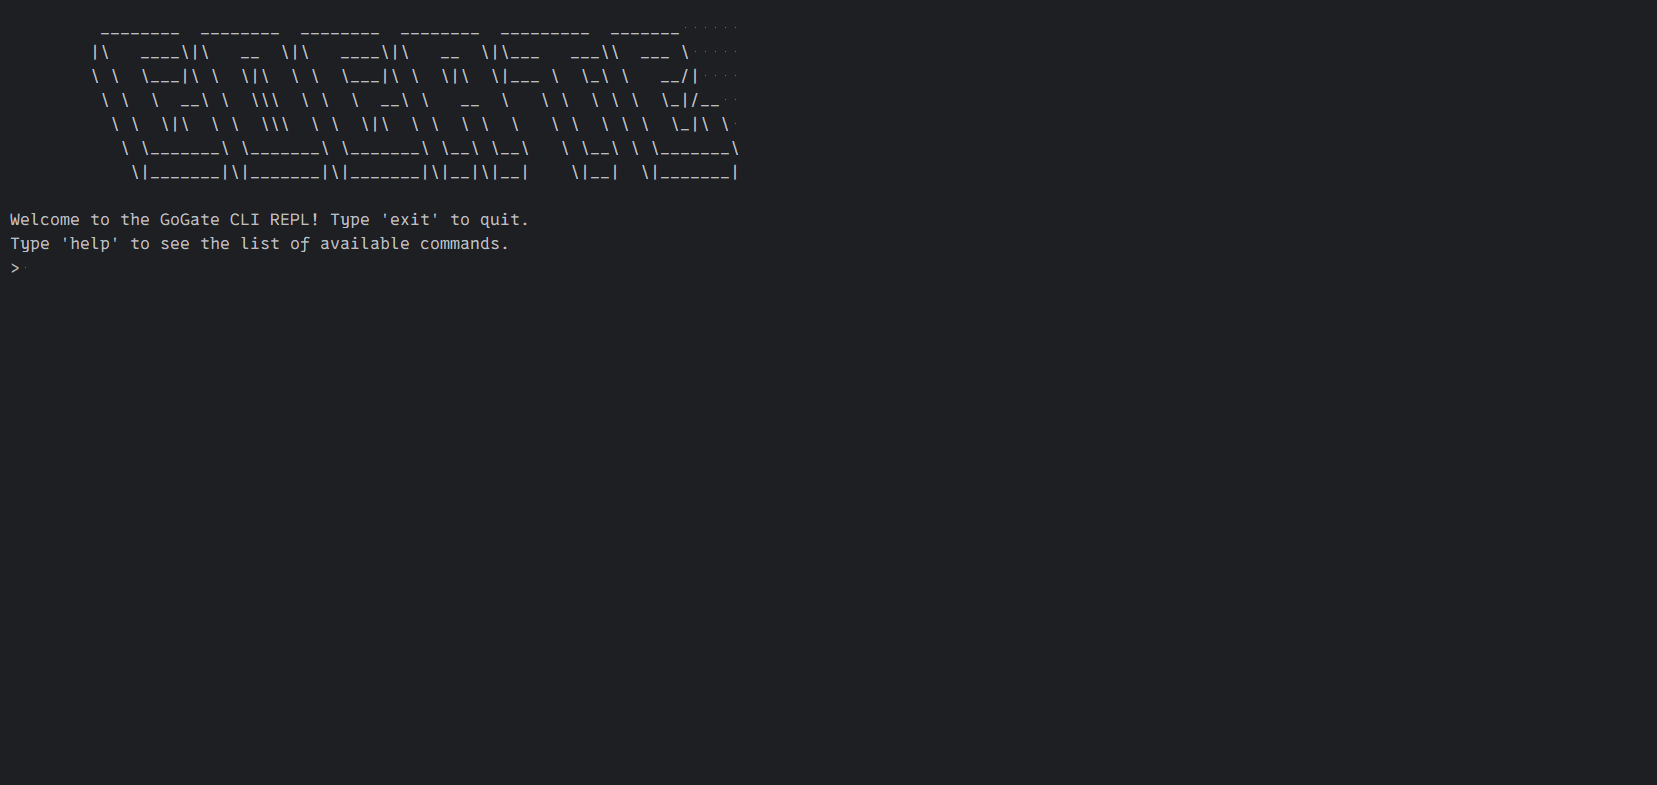 ________  ________  ________  ________  _________  _______
|\   ____\|\   __  \|\   ____\|\   __  \|\___   ___\\  ___ \
\ \  \___|\ \  \|\  \ \  \___|\ \  \|\  \|___ \  \_\ \   __/|
 \ \  \  __\ \  \\\  \ \  \  __\ \   __  \   \ \  \ \ \  \_|/__
  \ \  \|\  \ \  \\\  \ \  \|\  \ \  \ \  \   \ \  \ \ \  \_|\ \
   \ \_______\ \_______\ \_______\ \__\ \__\   \ \__\ \ \_______\
    \|_______|\|_______|\|_______|\|__|\|__|    \|__|  \|_______|
Welcome to the GoGate CLI REPL! Type 'exit' to quit.
Type 'help' to see the list of available commands.
>